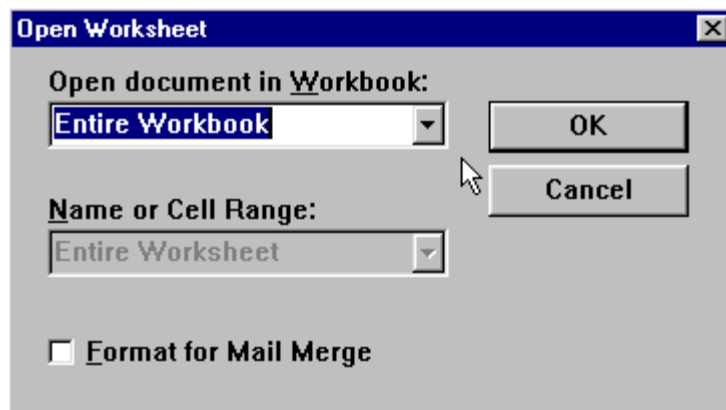 Open Worksheet
Open document in Workbook:
Entire Workbook
OK
Cancel
Name or Cell Range:
Entire Worksheet
Format for Mail Merge